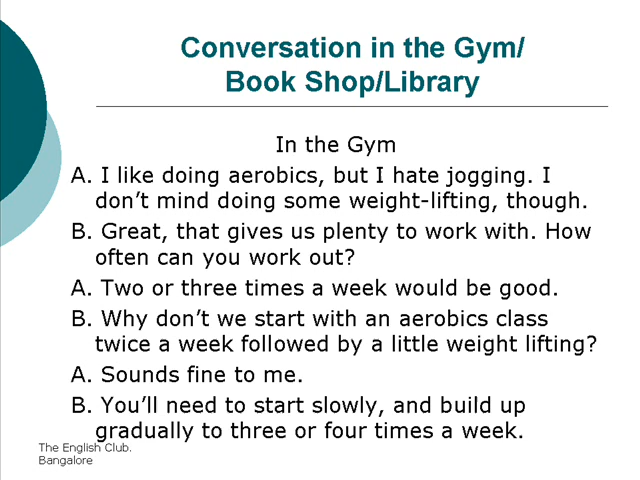 Conversation in the Gym/
Book Shop/Library
In the Gym
A. I like doing aerobics, but I hate jogging. I
don’t mind doing some weight-lifting, though.
B. Great, that gives us plenty to work with. How
often can you work out?
A. Two or three times a week would be good.
B. Why don’t we start with an aerobics class
twice a week followed by a little weight lifting?
A. Sounds fine to me.
B. You’ll need to start slowly, and build up
gradually to three or four times a week.
The English Club.
Bangalore